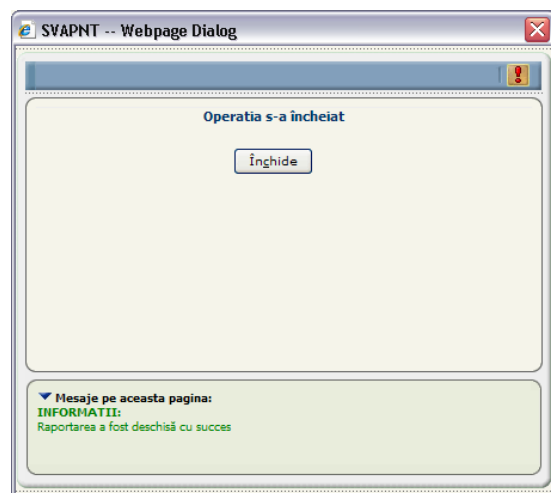 SVAPNT -- Webpage Dialog
Operatia s-a încheiat
Închide
Mesaje pe aceasta pagina:
INFORMATII:
Raportarea a fost deschisă cu succes